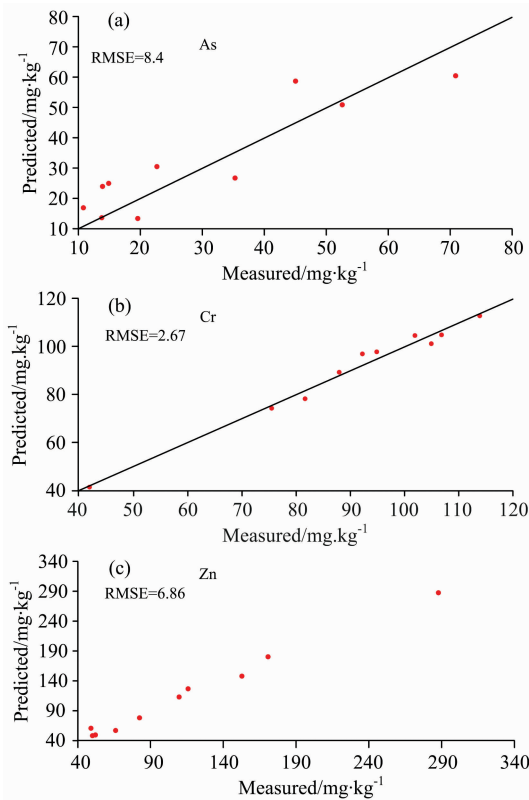 80
70
60
50
40
30
20
10
Predicted/mg·kg⁻¹
(a)
As
RMSE=8.4
10 20 30 40 50 60 70 80
Measured/mg·kg⁻¹
120
100
80
60
40
Predicted/mg.kg⁻¹
(b)
Cr
RMSE=2.67
40 50 60 70 80 90 100 110 120
Measured/mg.kg⁻¹
340
290
240
190
140
90
40
Predicted/mg·kg⁻¹
(c)
Zn
RMSE=6.86
40 90 140 190 240 290 340
Measured/mg·kg⁻¹